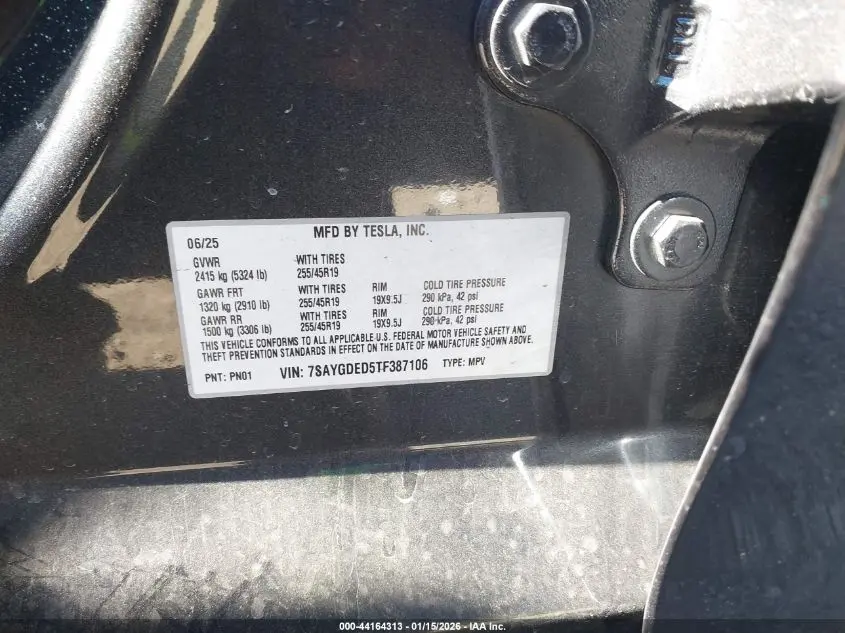 06/25 MFD BY TESLA, INC.
GVWR WITH TIRES
2415 kg (5324 lb) 255/45R19
GAWR FRT WITH TIRES RIM COLD TIRE PRESSURE
1320 kg (2910 lb) 255/45R19 19X9.5J 290 kPa, 42 psi
GAWR RR WITH TIRES RIM COLD TIRE PRESSURE
1500 kg (3306 lb) 255/45R19 19X9.5J 290 kPa, 42 psi
THIS VEHICLE CONFORMS TO ALL APPLICABLE U.S. FEDERAL MOTOR VEHICLE SAFETY AND
THEFT PREVENTION STANDARDS IN EFFECT ON THE DATE OF MANUFACTURE SHOWN ABOVE.
PNT: PN01 VIN: 7SAYGDED5TF387106 TYPE: MPV
000-44164313 - 01/15/2026 - IAA Inc.